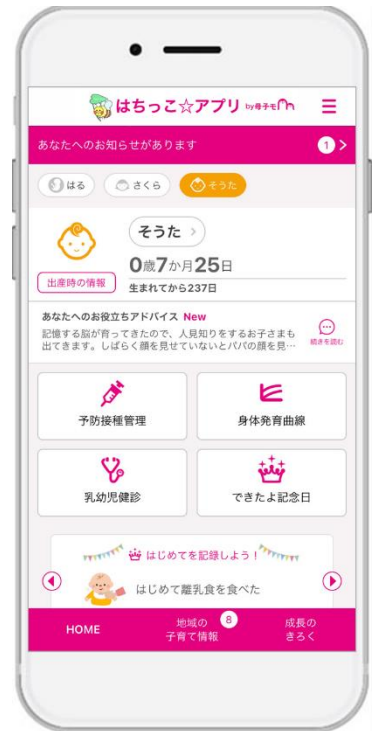 はちっこ☆アプリ by母子モ
あなたへのお知らせがあります 1
はる さくら そうた
そうた
0歳7か月25日
出産時の情報
生まれてから237日
あなたへのお役立ちアドバイス New
記憶する脳が育ってきたので、人見知りをするお子さまも
出てきます。しばらく顔を見せていないとパパの顔を見…
続きを読む
予防接種管理
身体発育曲線
乳幼児健診
できたよ記念日
はじめてを記録しよう！
はじめて離乳食を食べた
HOME
地域の 8
子育て情報
成長の
きろく